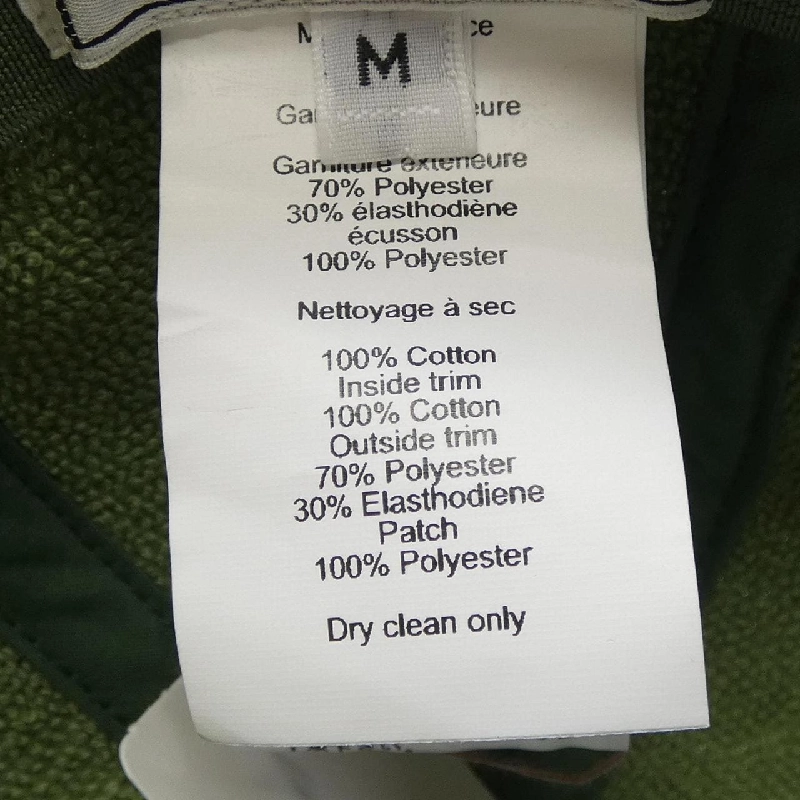 M
Garniture extérieure
70% Polyester
30% élasthodiène
écusson
100% Polyester
Nettoyage à sec
100% Cotton
Inside trim
100% Cotton
Outside trim
70% Polyester
30% Elasthodiene
Patch
100% Polyester
Dry clean only